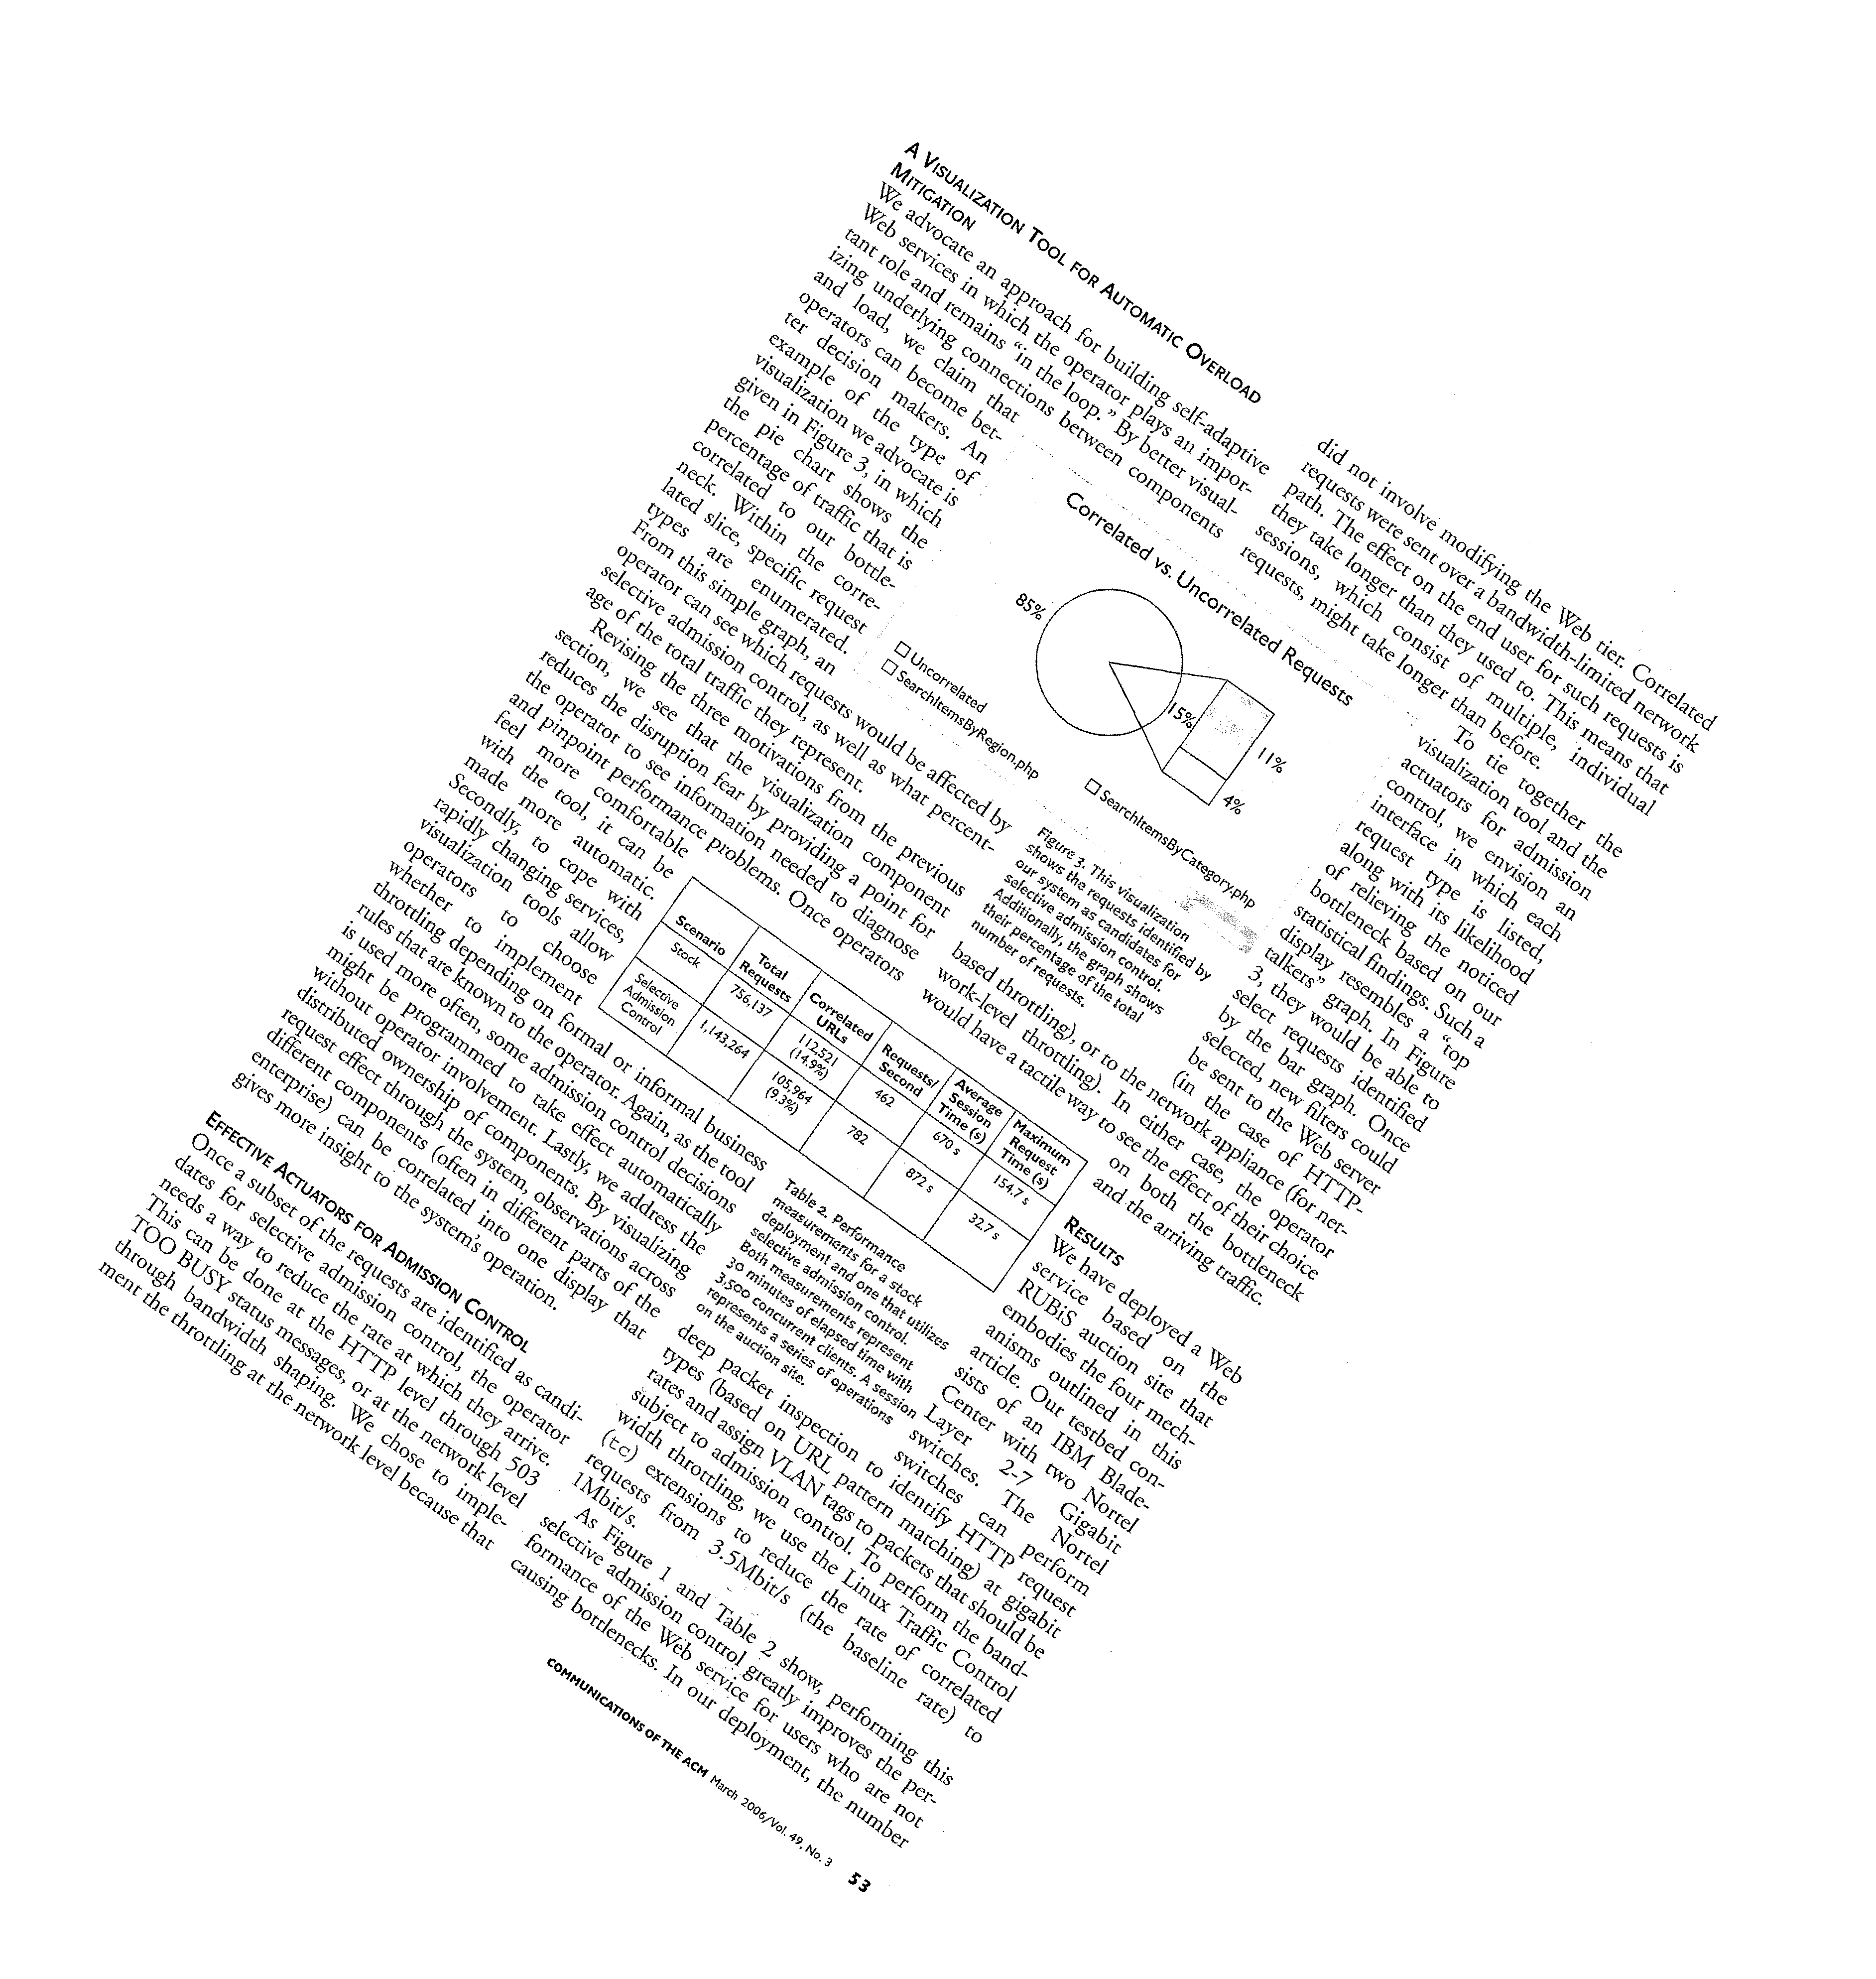 A VISUALIZATION TOOL FOR AUTOMATIC OVERLOAD
MITIGATION
We advocate an approach for building self-adaptive
Web services in which the operator plays an impor-
tant role and remains “in the loop.” By better visual-
izing underlying connections between components
and load, we claim that
operators can become bet-
ter decision makers. An
example of the type of
visualization we advocate is
given in Figure 3, in which
the pie chart shows the
percentage of traffic that is
correlated to our bottle-
neck. Within the corre-
lated slice, specific request
types are enumerated.
From this simple graph, an
operator can see which requests would be affected by
selective admission control, as well as what percent-
age of the total traffic they represent.
Revising the three motivations from the previous
section, we see that the visualization component
reduces the disruption fear by providing a point for
the operator to see information needed to diagnose
and pinpoint performance problems. Once operators
feel more comfortable
with the tool, it can be
made more automatic.
Secondly, to cope with
rapidly changing services,
visualization tools allow
operators to choose
whether to implement
throttling depending on formal or informal business
rules that are known to the operator. Again, as the tool
is used more often, some admission control decisions
might be programmed to take effect automatically
without operator involvement. Lastly, we address the
distributed ownership of components. By visualizing
request effect through the system, observations across
different components (often in different parts of the
enterprise) can be correlated into one display that
gives more insight to the system’s operation.
EFFECTIVE ACTUATORS FOR ADMISSION CONTROL
Once a subset of the requests are identified as candi-
dates for selective admission control, the operator
needs a way to reduce the rate at which they arrive.
This can be done at the HTTP level through 503
TOO BUSY status messages, or at the network level
through bandwidth shaping. We chose to imple-
ment the throttling at the network level because that
Correlated vs. Uncorrelated Requests
85%
15%
11%
4%
Uncorrelated
SearchItemsByRegion.php
SearchItemsByCategory.php
Figure 3. This visualization
shows the requests identified by
our system as candidates for
selective admission control.
Additionally, the graph shows
their percentage of the total
number of requests.
Scenario Total Requests Correlated URLs Requests/Second Average Session Time (s) Maximum Request Time (s)
Stock 756,137 112,521 (14.9%) 462 670 s 154.7 s
Selective Admission Control 1,143,264 105,964 (9.3%) 782 872 s 32.7 s
Table 2. Performance
measurements for a stock
deployment and one that utilizes
selective admission control.
Both measurements represent
30 minutes of elapsed time with
3,500 concurrent clients. A session
represents a series of operations
on the auction site.
did not involve modifying the Web tier. Correlated
requests were sent over a bandwidth-limited network
path. The effect on the end user for such requests is
they take longer than they used to. This means that
sessions, which consist of multiple, individual
requests, might take longer than before.
To tie together the
visualization tool and the
actuators for admission
control, we envision an
interface in which each
request type is listed,
along with its likelihood
of relieving the noticed
bottleneck based on our
statistical findings. Such a
display resembles a “top
talkers” graph. In Figure
3, they would be able to
select requests identified
by the bar graph. Once
selected, new filters could
be sent to the Web server
(in the case of HTTP-
based throttling), or to the network appliance (for net-
work-level throttling). In either case, the operator
would have a tactile way to see the effect of their choice
on both the bottleneck
and the arriving traffic.
RESULTS
We have deployed a Web
service based on the
RUBiS auction site that
embodies the four mech-
anisms outlined in this
article. Our testbed con-
sists of an IBM Blade-
Center with two Nortel
Layer 2-7 Gigabit
switches. The Nortel
switches can perform
deep packet inspection to identify HTTP request
types (based on URL pattern matching) at gigabit
rates and assign VLAN tags to packets that should be
subject to admission control. To perform the band-
width throttling, we use the Linux Traffic Control
(tc) extensions to reduce the rate of correlated
requests from 3.5Mbit/s (the baseline rate) to
1Mbit/s.
As Figure 1 and Table 2 show, performing this
selective admission control greatly improves the per-
formance of the Web service for users who are not
causing bottlenecks. In our deployment, the number
COMMUNICATIONS OF THE ACM March 2006/Vol. 49, No. 3 53